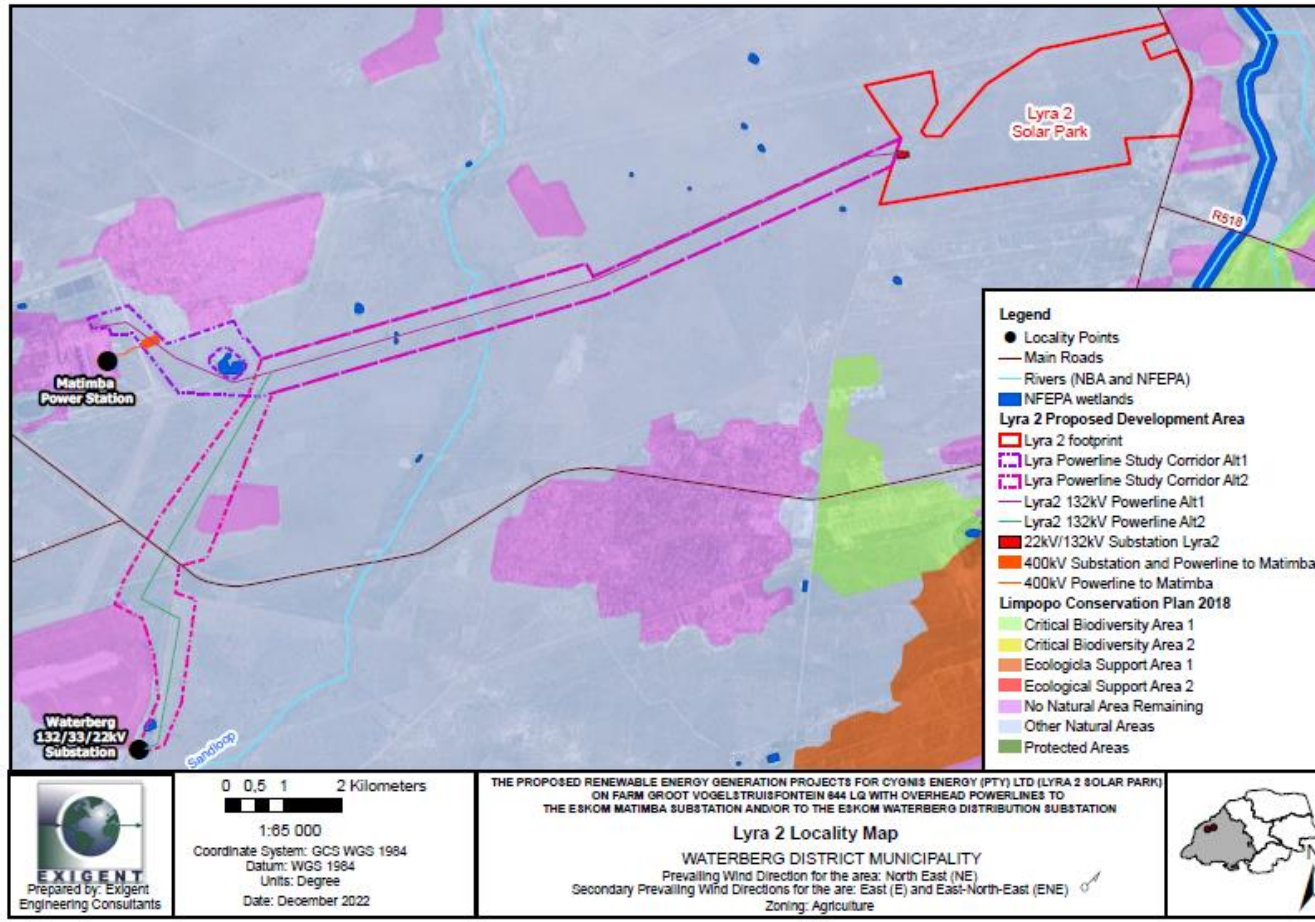 Lyra 2
Solar Park
R518
Matimba
Power Station
Waterberg
132/33/22kV
Substation
Sandloop
Legend
Locality Points
Main Roads
Rivers (NBA and NFEPA)
NFEPA wetlands
Lyra 2 Proposed Development Area
Lyra 2 footprint
Lyra Powerline Study Corridor Alt1
Lyra Powerline Study Corridor Alt2
Lyra2 132kV Powerline Alt1
Lyra2 132kV Powerline Alt2
22kV/132kV Substation Lyra2
400kV Substation and Powerline to Matimba
400kV Powerline to Matimba
Limpopo Conservation Plan 2018
Critical Biodiversity Area 1
Critical Biodiversity Area 2
Ecologicla Support Area 1
Ecological Support Area 2
No Natural Area Remaining
Other Natural Areas
Protected Areas
EXIGENT
Prepared by: Exigent
Engineering Consultants
0 0,5 1 2 Kilometers
1:65 000
Coordinate System: GCS WGS 1984
Datum: WGS 1984
Units: Degree
Date: December 2022
THE PROPOSED RENEWABLE ENERGY GENERATION PROJECTS FOR CYGNIS ENERGY (PTY) LTD (LYRA 2 SOLAR PARK)
ON FARM GROOT VOGELSTRUISFONTEIN 644 LQ WITH OVERHEAD POWERLINES TO
THE ESKOM MATIMBA SUBSTATION AND/OR TO THE ESKOM WATERBERG DISTRIBUTION SUBSTATION
Lyra 2 Locality Map
WATERBERG DISTRICT MUNICIPALITY
Prevailing Wind Direction for the area: North East (NE)
Secondary Prevailing Wind Directions for the are: East (E) and East-North-East (ENE)
Zoning: Agriculture
N